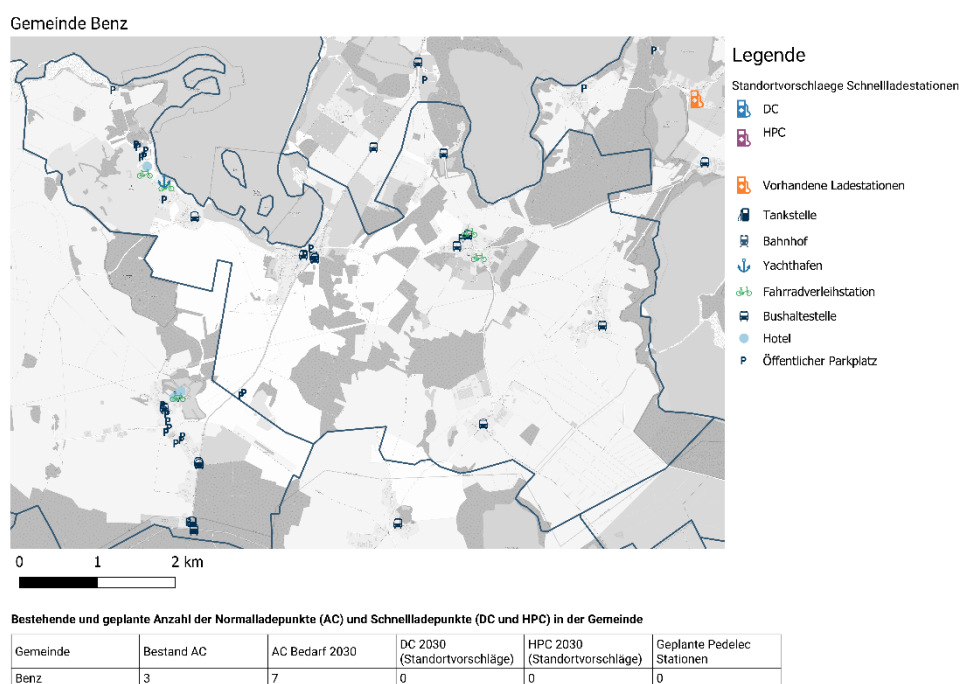 Gemeinde Benz
Legende
Standortvorschlaege Schnellladestationen
DC
HPC
Vorhandene Ladestationen
Tankstelle
Bahnhof
Yachthafen
Fahrradverleihstation
Bushaltestelle
Hotel
P Öffentlicher Parkplatz
0 1 2 km
Bestehende und geplante Anzahl der Normalladepunkte (AC) und Schnellladepunkte (DC und HPC) in der Gemeinde
Gemeinde Bestand AC AC Bedarf 2030 DC 2030 (Standortvorschläge) HPC 2030 (Standortvorschläge) Geplante Pedelec Stationen
Benz 3 7 0 0 0